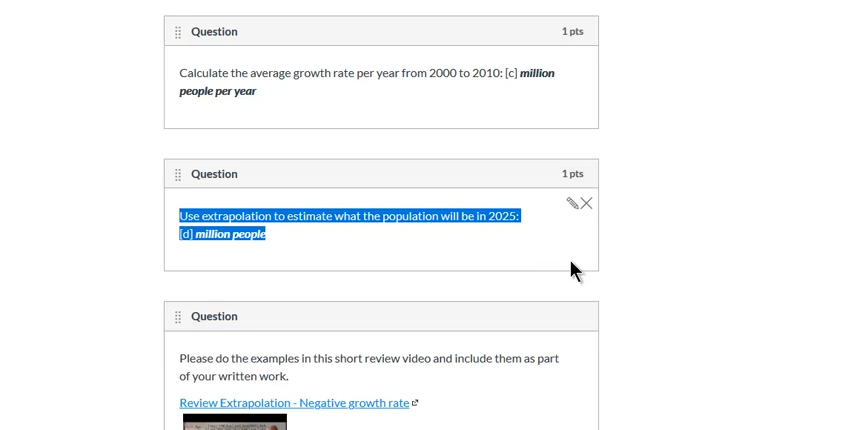 Question
1 pts
Calculate the average growth rate per year from 2000 to 2010: [c] million
people per year
Question
1 pts
Use extrapolation to estimate what the population will be in 2025:
[d] million people
Question
Please do the examples in this short review video and include them as part
of your written work.
Review Extrapolation - Negative growth rate